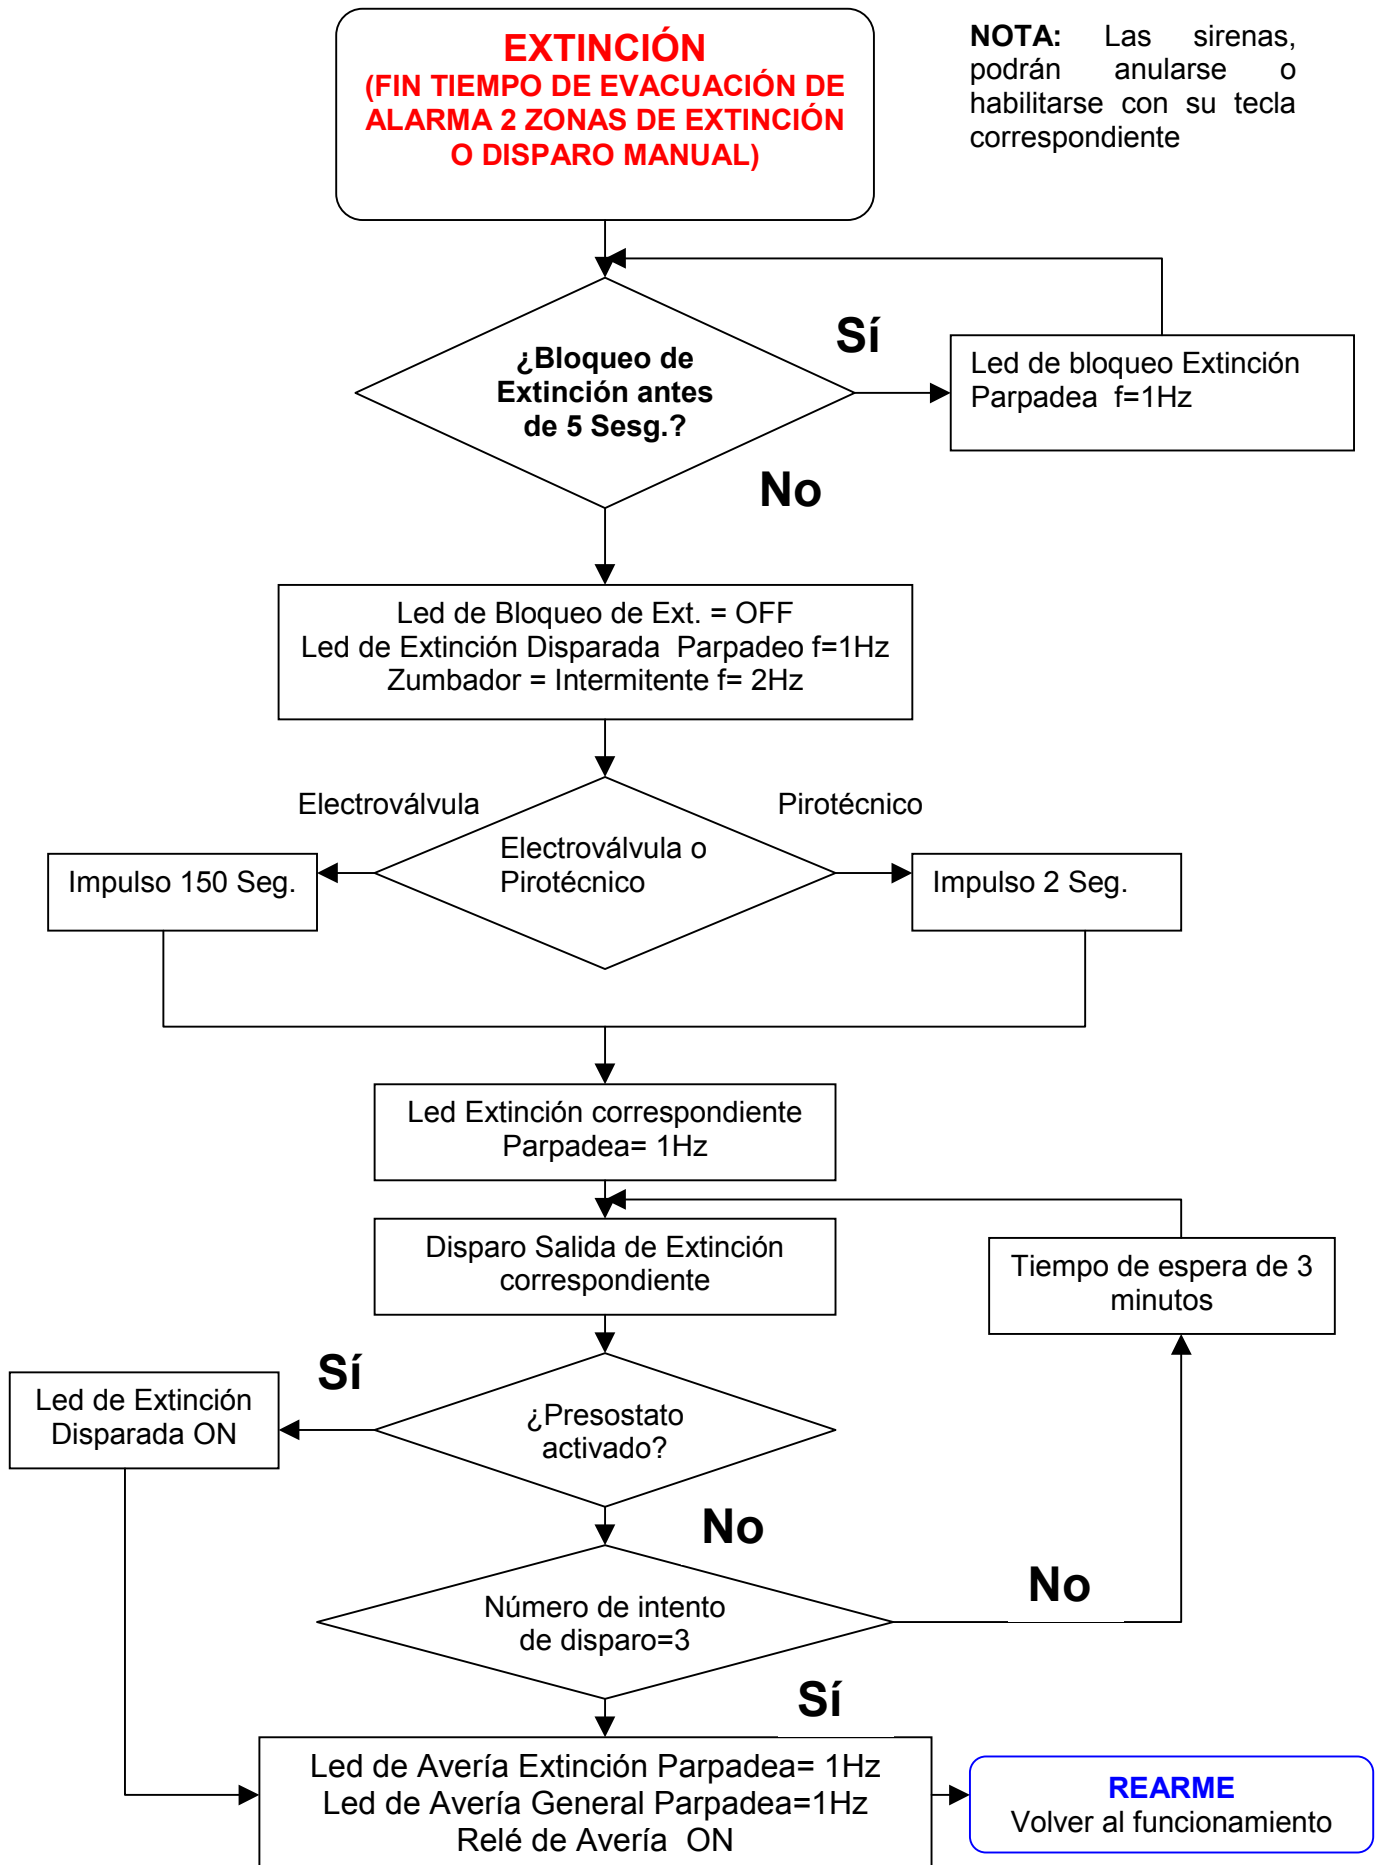 EXTINCIÓN
(FIN TIEMPO DE EVACUACIÓN DE
ALARMA 2 ZONAS DE EXTINCIÓN
O DISPARO MANUAL)
NOTA: Las sirenas,
podrán anularse o
habilitarse con su tecla
correspondiente
¿Bloqueo de
Extinción antes
de 5 Sesg.?
Sí
Led de bloqueo Extinción
Parpadea f=1Hz
No
Led de Bloqueo de Ext. = OFF
Led de Extinción Disparada Parpadeo f=1Hz
Zumbador = Intermitente f= 2Hz
Electroválvula
Pirotécnico
Electroválvula o
Pirotécnico
Impulso 150 Seg.
Impulso 2 Seg.
Led Extinción correspondiente
Parpadea= 1Hz
Disparo Salida de Extinción
correspondiente
Tiempo de espera de 3
minutos
Sí
Led de Extinción
Disparada ON
¿Presostato
activado?
No
Número de intento
de disparo=3
No
Sí
Led de Avería Extinción Parpadea= 1Hz
Led de Avería General Parpadea=1Hz
Relé de Avería ON
REARME
Volver al funcionamiento